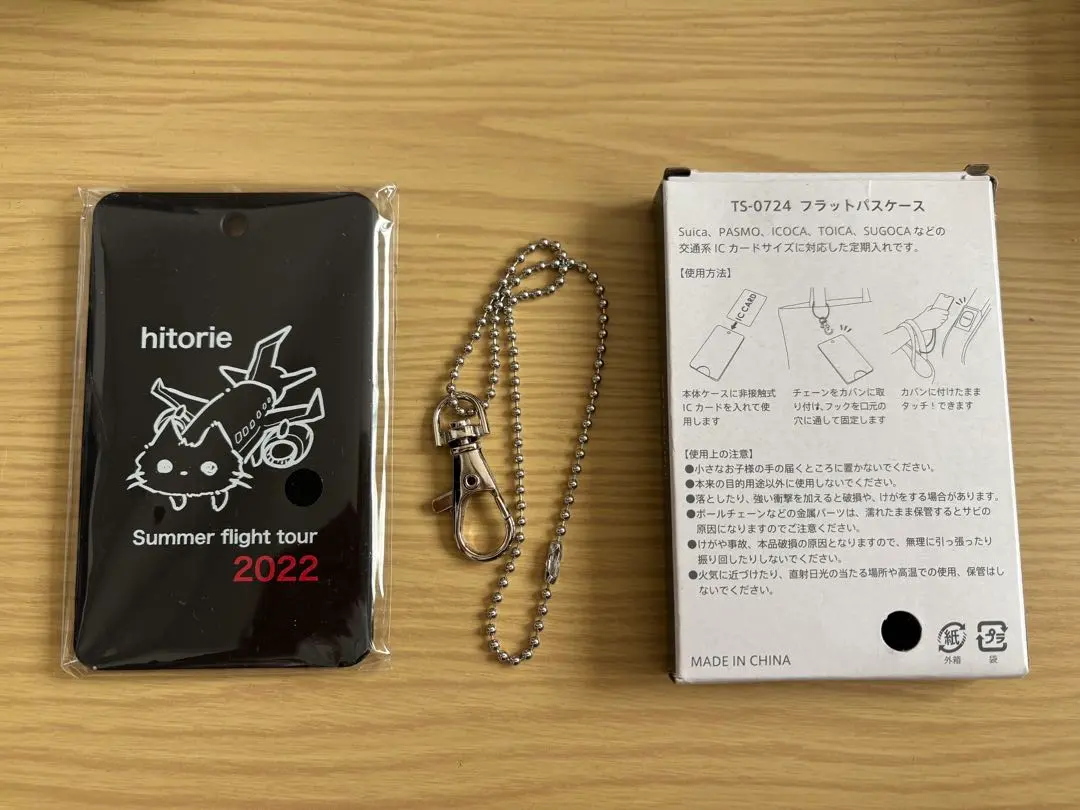 hitorie
Summer flight tour
2022
TS-0724 フラットパスケース
Suica、PASMO、ICOCA、TOICA、SUGOCAなどの
交通系ICカードサイズに対応した定期入れです。
【使用方法】
IC CARD
本体ケースに非接触式
ICカードを入れて使
用します
チェーンをカバンに取
り付け、フックを口元の
穴に通して固定します
カバンに付けたまま
タッチ！できます
【使用上の注意】
●小さなお子様の手の届くところに置かないでください。
●本来の目的用途以外に使用しないでください。
●落としたり、強い衝撃を加えると破損や、けがをする場合があります。
●ボールチェーンなどの金属パーツは、濡れたまま保管するとサビの
原因になりますのでご注意ください。
●けがや事故、本品破損の原因となりますので、無理に引っ張ったり
振り回したりしないでください。
●火気に近づけたり、直射日光の当たる場所や高温での使用、保管はし
ないでください。
MADE IN CHINA
紙
外箱
プラ
袋